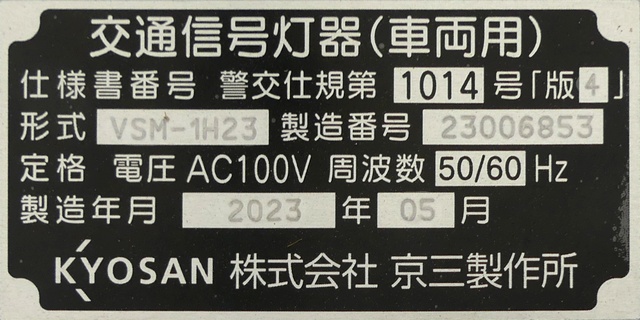 交通信号灯器(車両用)
仕様書番号 警交仕規第 1014 号「版4」
形式 VSM-1H23 製造番号 23006853
定格 電圧 AC100V 周波数 50/60 Hz
製造年月 2023 年 05 月
KYOSAN 株式会社 京三製作所